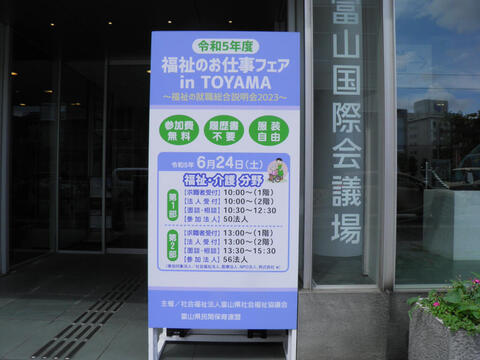 令和5年度
福祉のお仕事フェア
in TOYAMA
～福祉の就職総合説明会2023～
参加費
無料
履歴書
不要
服装
自由
令和5年 6月24日(土)
福祉・介護 分野
第1部
【求職者受付】10:00～(1階)
【法人受付】10:00～(2階)
【面談・相談】10:30～12:30
【参加法人】50法人
第2部
【求職者受付】13:00～(1階)
【法人受付】13:00～(2階)
【面談・相談】13:30～15:30
【参加法人】56法人
主催／社会福祉法人富山県社会福祉協議会
富山県民間保育連盟
富山国際会議場